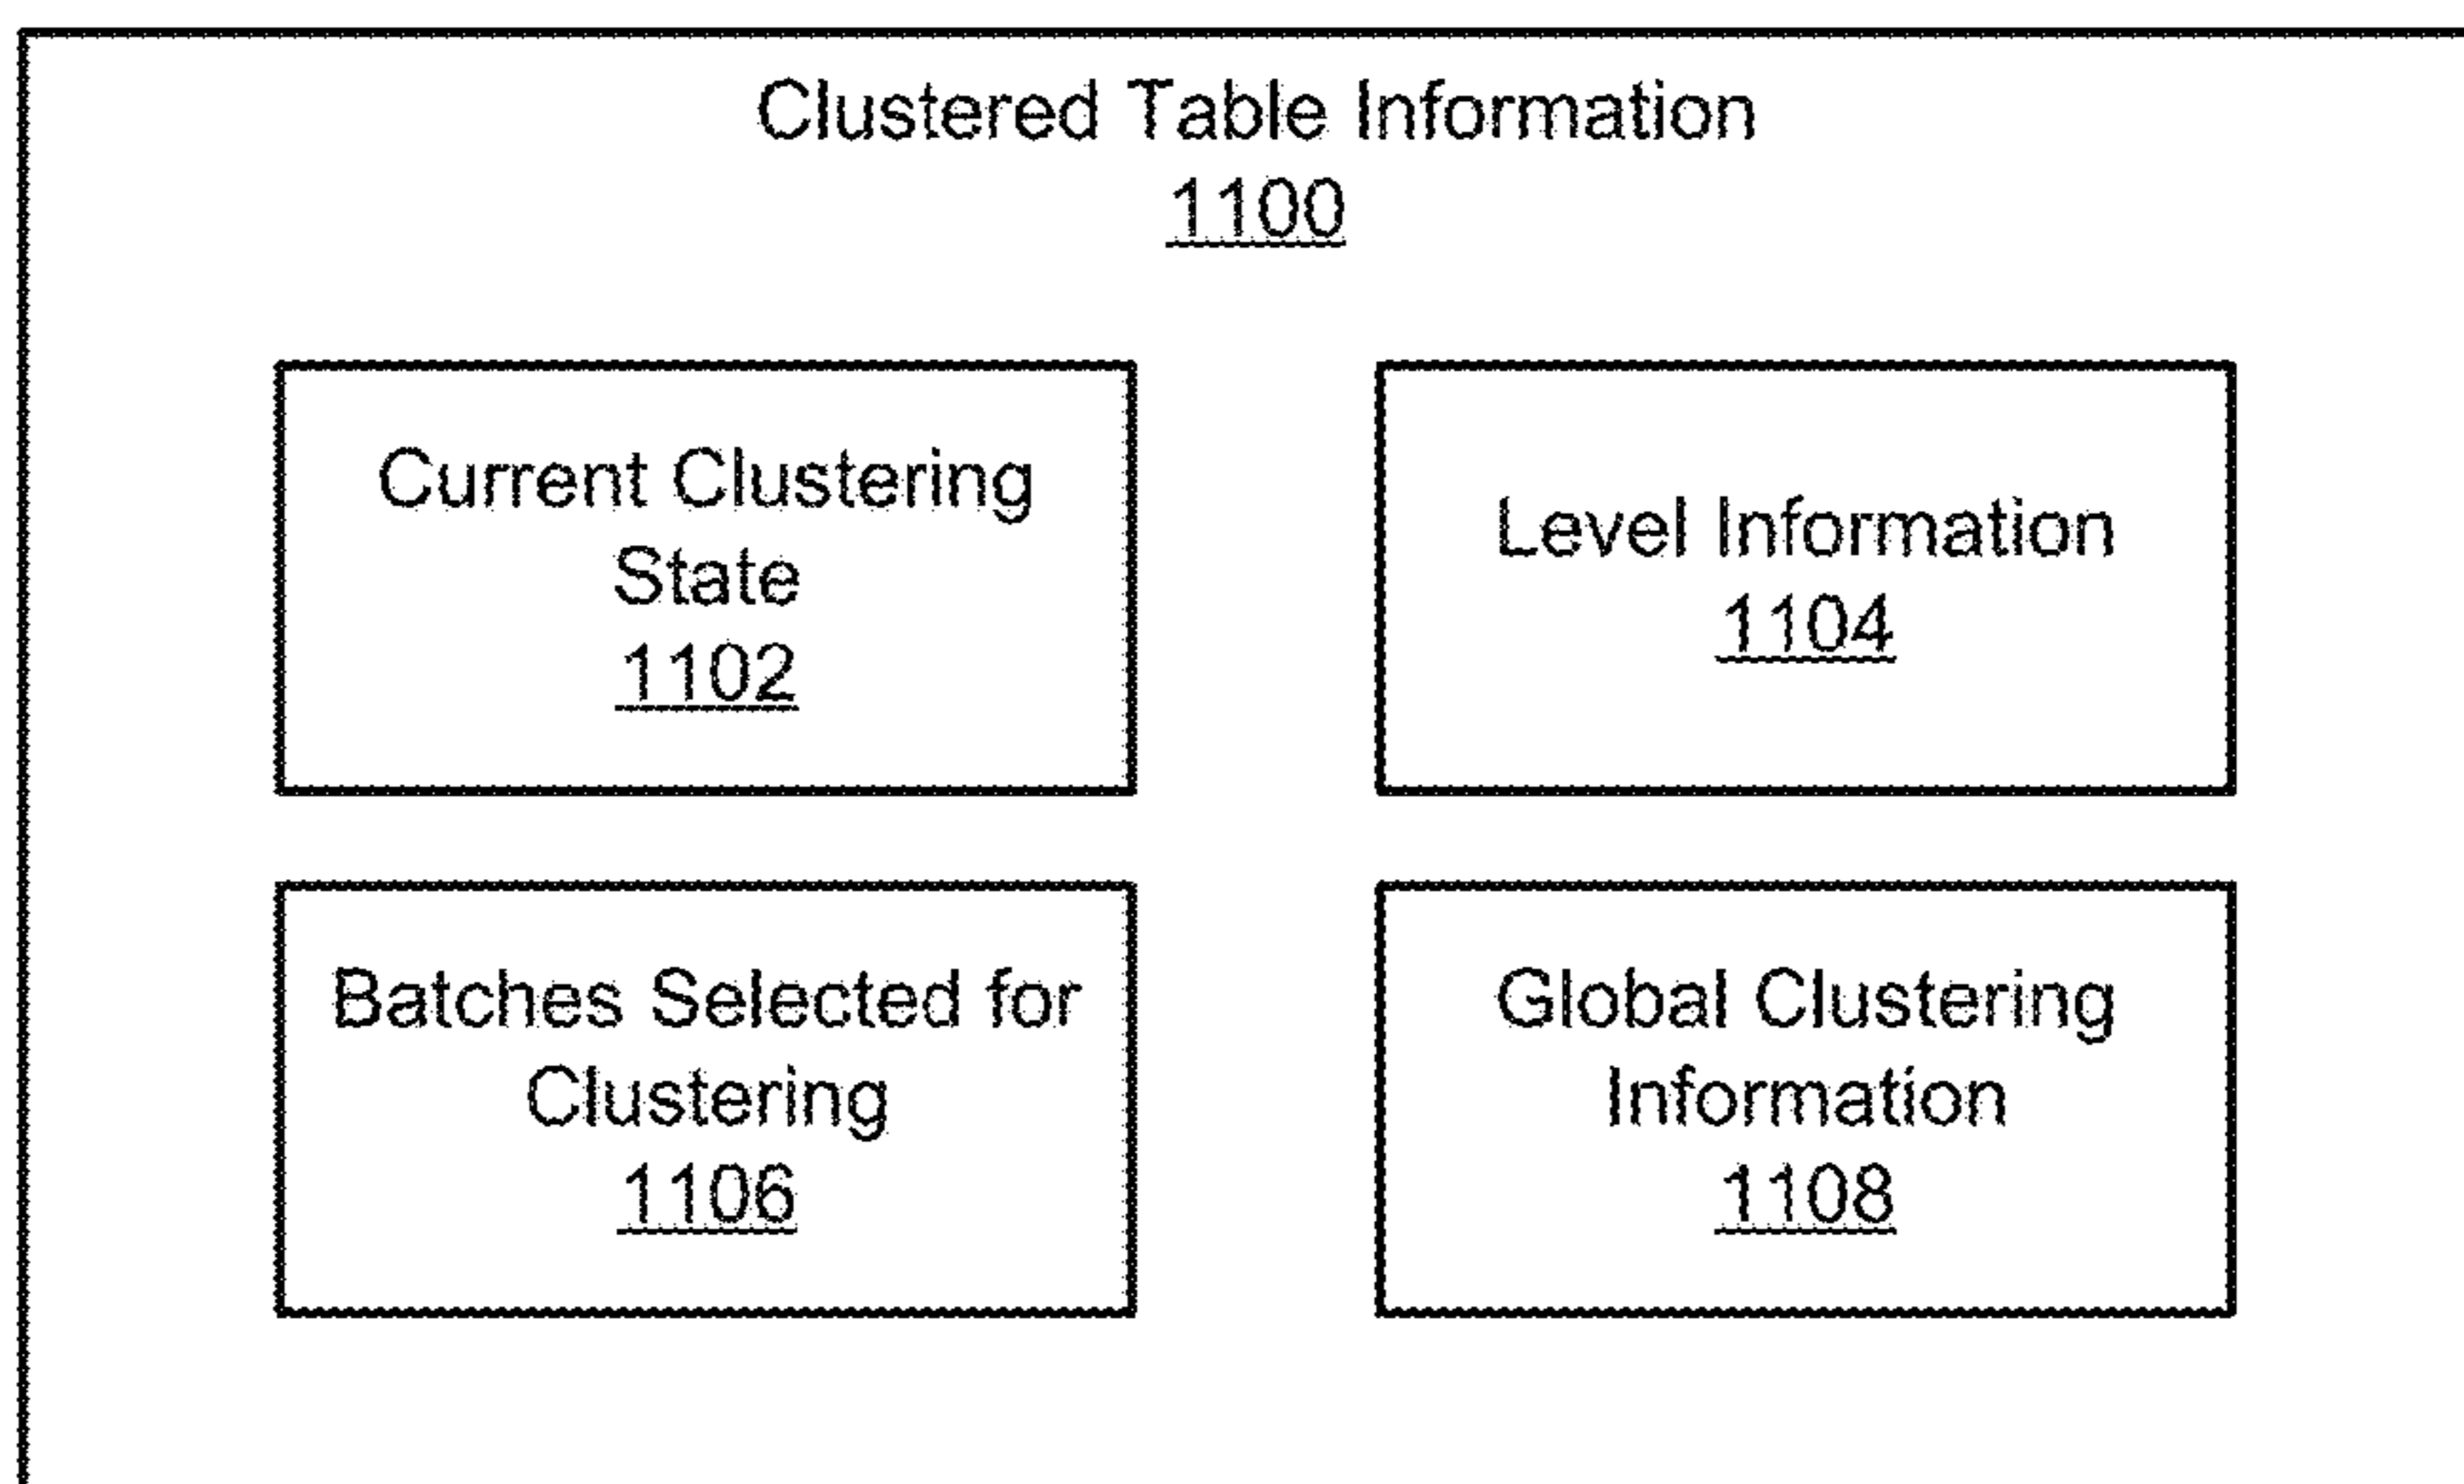 Clustered Table Information
1100
Current Clustering
State
1102
Level Information
1104
Batches Selected for
Clustering
1106
Global Clustering
Information
1108